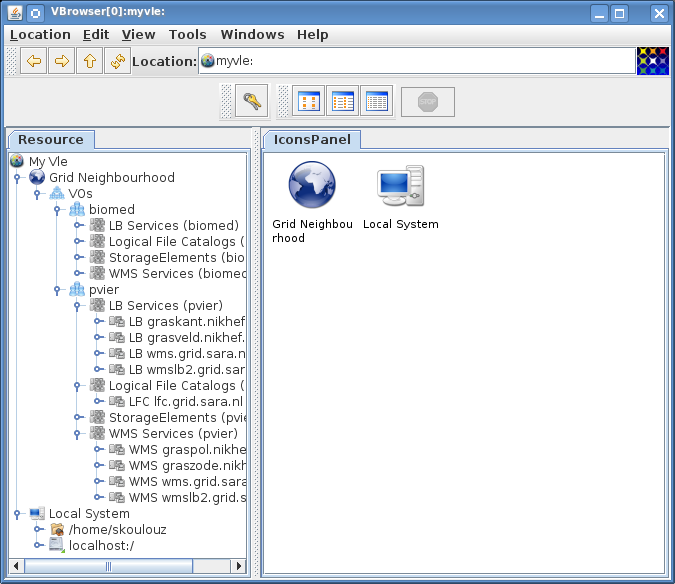 VBrowser[0]:myvle:
Location Edit View Tools Windows Help
Location: myvle:
STOP
Resource
My Vle
Grid Neighbourhood
VOs
biomed
LB Services (biomed)
Logical File Catalogs (
StorageElements (bio
WMS Services (biomed
pvier
LB Services (pvier)
LB graskant.nikhef
LB grasveld.nikhef.
LB wms.grid.sara.n
LB wmslb2.grid.sar
Logical File Catalogs (
LFC lfc.grid.sara.nl
StorageElements (pvie
WMS Services (pvier)
WMS graspol.nikhe
WMS graszode.nikh
WMS wms.grid.sara
WMS wmslb2.grid.s
Local System
/home/skoulouz
localhost:/
IconsPanel
Grid Neighbou
rhood
Local System